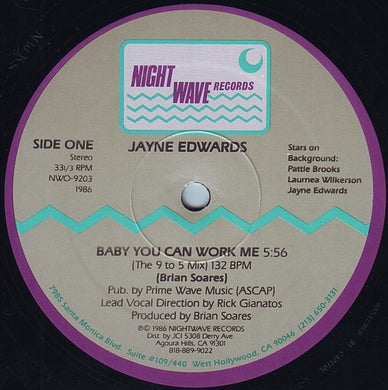 NIGHT
WAVE RECORDS
SIDE ONE
Stereo
33 1/3 RPM
NWO-9203
1986
JAYNE EDWARDS
Stars on
Background:
Pattie Brooks
Laurnea Wilkerson
Jayne Edwards
BABY YOU CAN WORK ME 5:56
(The 9 to 5 Mix) 132 BPM
(Brian Soares)
Pub. by Prime Wave Music (ASCAP)
Lead Vocal Direction by Rick Gianatos
Produced by Brian Soares
℗ © 1986 NIGHTWAVE RECORDS
Dist. by JCI 5308 Derry Ave.
Agoura Hills, CA 91301
818-889-9022
7985 Santa Monica Blvd. Suite #109/440 West Hollywood, CA 90046 (213) 650-3131